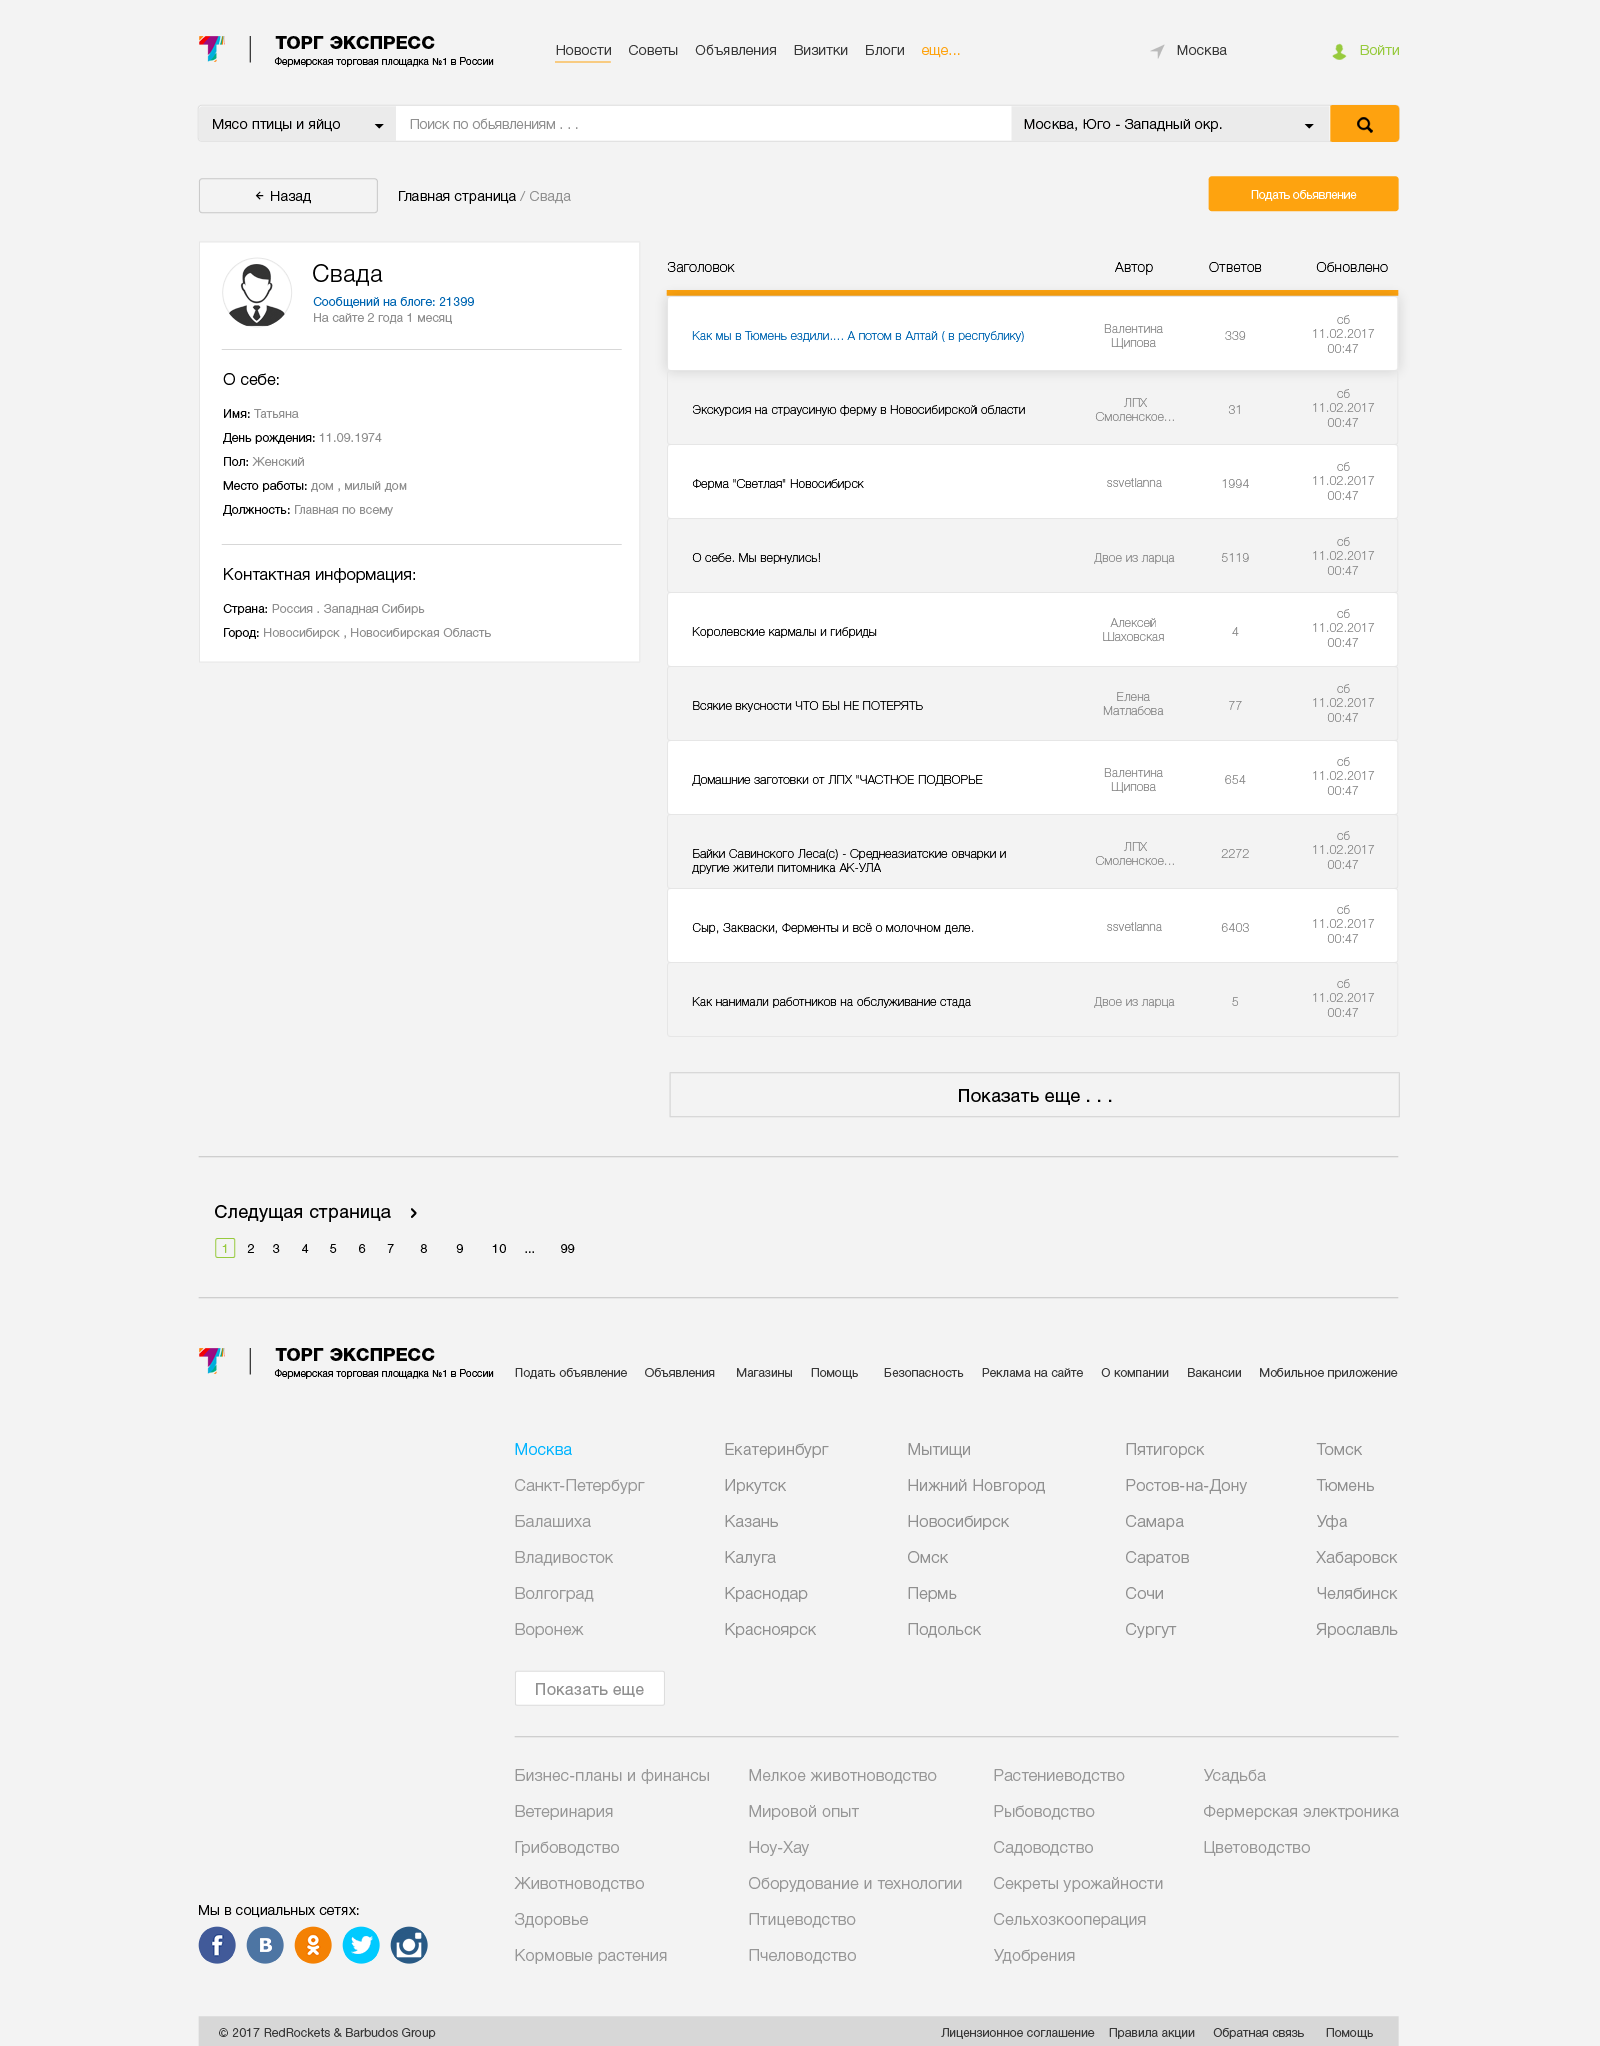 ТОРГ ЭКСПРЕСС
Фермерская торговая площадка №1 в России
Новости Советы Объявления Визитки Блоги еще...
Москва
Войти
Мясо птицы и яйцо
Поиск по обьявлениям . . .
Москва, Юго - Западный окр.
Назад
Главная страница / Свада
Подать обьявление
Свада
Сообщений на блоге: 21399
На сайте 2 года 1 месяц
О себе:
Имя: Татьяна
День рождения: 11.09.1974
Пол: Женский
Место работы: дом , милый дом
Должность: Главная по всему
Контактная информация:
Страна: Россия . Западная Сибирь
Город: Новосибирск , Новосибирская Область
Заголовок Автор Ответов Обновлено
Как мы в Тюмень ездили.... А потом в Алтай ( в республику)
Валентина
Щипова
339
сб
11.02.2017
00:47
Экскурсия на страусиную ферму в Новосибирской области
ЛПХ
Смоленское...
31
сб
11.02.2017
00:47
Ферма "Светлая" Новосибирск
ssvetlanna
1994
сб
11.02.2017
00:47
О себе. Мы вернулись!
Двое из ларца
5119
сб
11.02.2017
00:47
Королевские кармалы и гибриды
Алексей
Шаховская
4
сб
11.02.2017
00:47
Всякие вкусности ЧТО БЫ НЕ ПОТЕРЯТЬ
Елена
Матлабова
77
сб
11.02.2017
00:47
Домашние заготовки от ЛПХ "ЧАСТНОЕ ПОДВОРЬЕ
Валентина
Щипова
654
сб
11.02.2017
00:47
Байки Савинского Леса(с) - Среднеазиатские овчарки и
другие жители питомника АК-УЛА
ЛПХ
Смоленское...
2272
сб
11.02.2017
00:47
Сыр, Закваски, Ферменты и всё о молочном деле.
ssvetlanna
6403
сб
11.02.2017
00:47
Как нанимали работников на обслуживание стада
Двое из ларца
5
сб
11.02.2017
00:47
Показать еще . . .
Следущая страница
1 2 3 4 5 6 7 8 9 10 ... 99
ТОРГ ЭКСПРЕСС
Фермерская торговая площадка №1 в России
Подать объявление Объявления Магазины Помощь Безопасность Реклама на сайте О компании Вакансии Мобильное приложение
Москва Екатеринбург Мытищи Пятигорск Томск
Санкт-Петербург Иркутск Нижний Новгород Ростов-на-Дону Тюмень
Балашиха Казань Новосибирск Самара Уфа
Владивосток Калуга Омск Саратов Хабаровск
Волгоград Краснодар Пермь Сочи Челябинск
Воронеж Красноярск Подольск Сургут Ярославль
Показать еще
Бизнес-планы и финансы Мелкое животноводство Растениеводство Усадьба
Ветеринария Мировой опыт Рыбоводство Фермерская электроника
Грибоводство Ноу-Хау Садоводство Цветоводство
Животноводство Оборудование и технологии Секреты урожайности
Здоровье Птицеводство Сельхозкооперация
Кормовые растения Пчеловодство Удобрения
Мы в социальных сетях:
© 2017 RedRockets & Barbudos Group
Лицензионное соглашение Правила акции Обратная связь Помощь